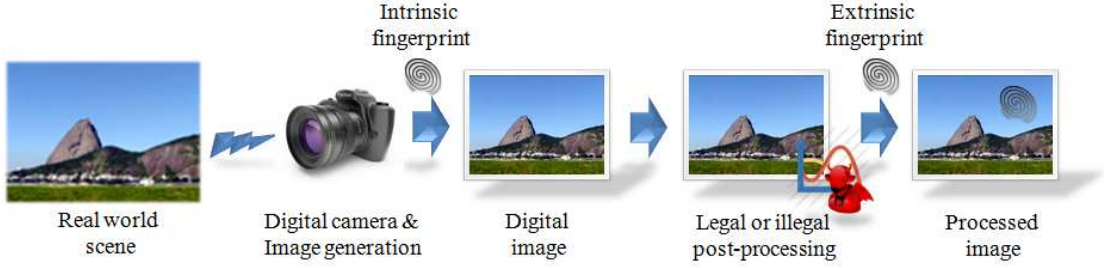 Intrinsic
fingerprint
Extrinsic
fingerprint
Real world
scene
Digital camera &
Image generation
Digital
image
Legal or illegal
post-processing
Processed
image